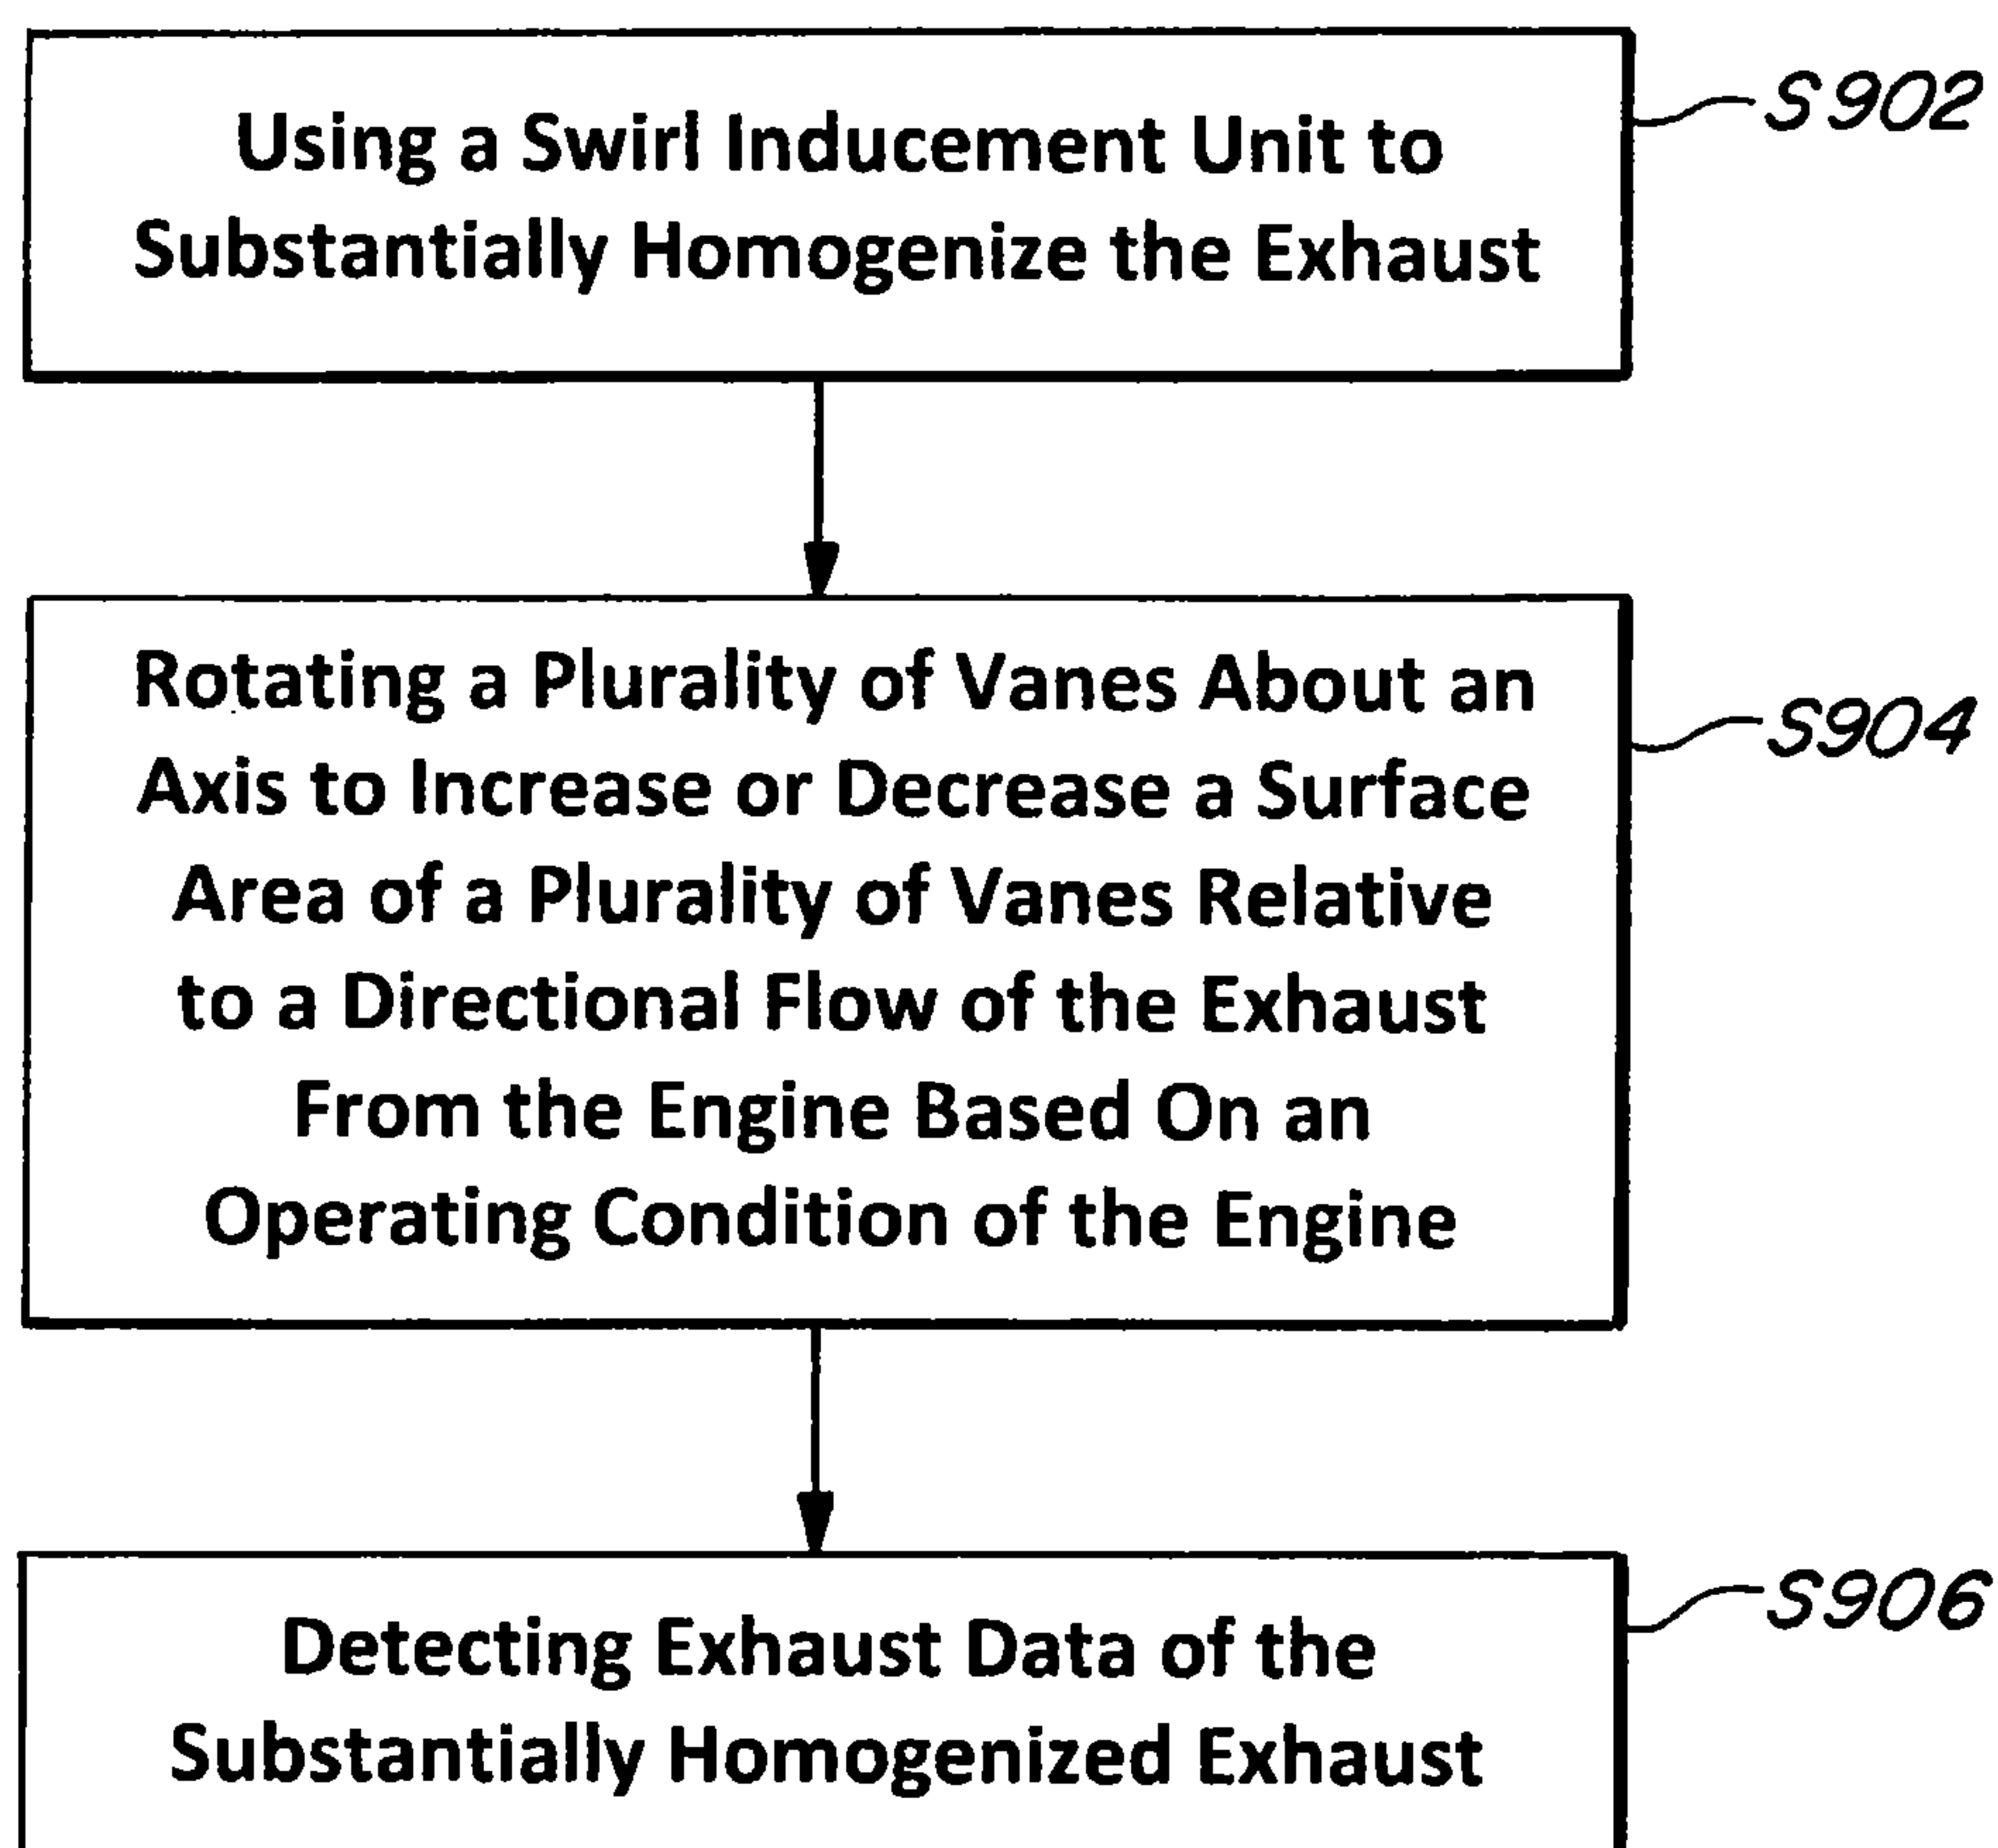 Using a Swirl Inducement Unit to
Substantially Homogenize the Exhaust
S902
Rotating a Plurality of Vanes About an
Axis to Increase or Decrease a Surface
Area of a Plurality of Vanes Relative
to a Directional Flow of the Exhaust
From the Engine Based On an
Operating Condition of the Engine
S904
Detecting Exhaust Data of the
Substantially Homogenized Exhaust
S906